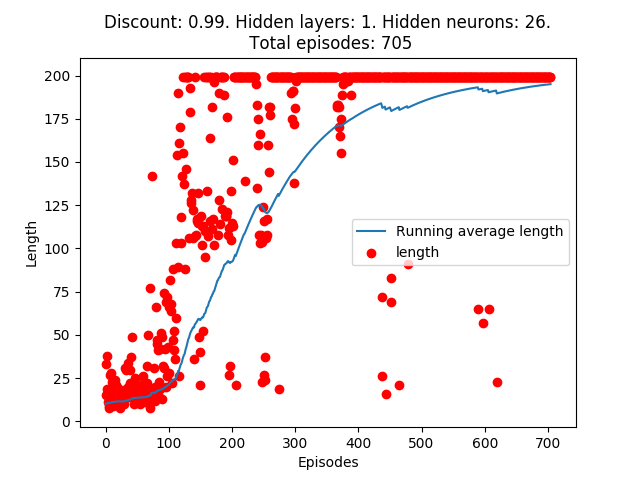 Discount: 0.99. Hidden layers: 1. Hidden neurons: 26.
Total episodes: 705
200
175
150
125
100
75
50
25
0
Length
Running average length
length
0 100 200 300 400 500 600 700
Episodes